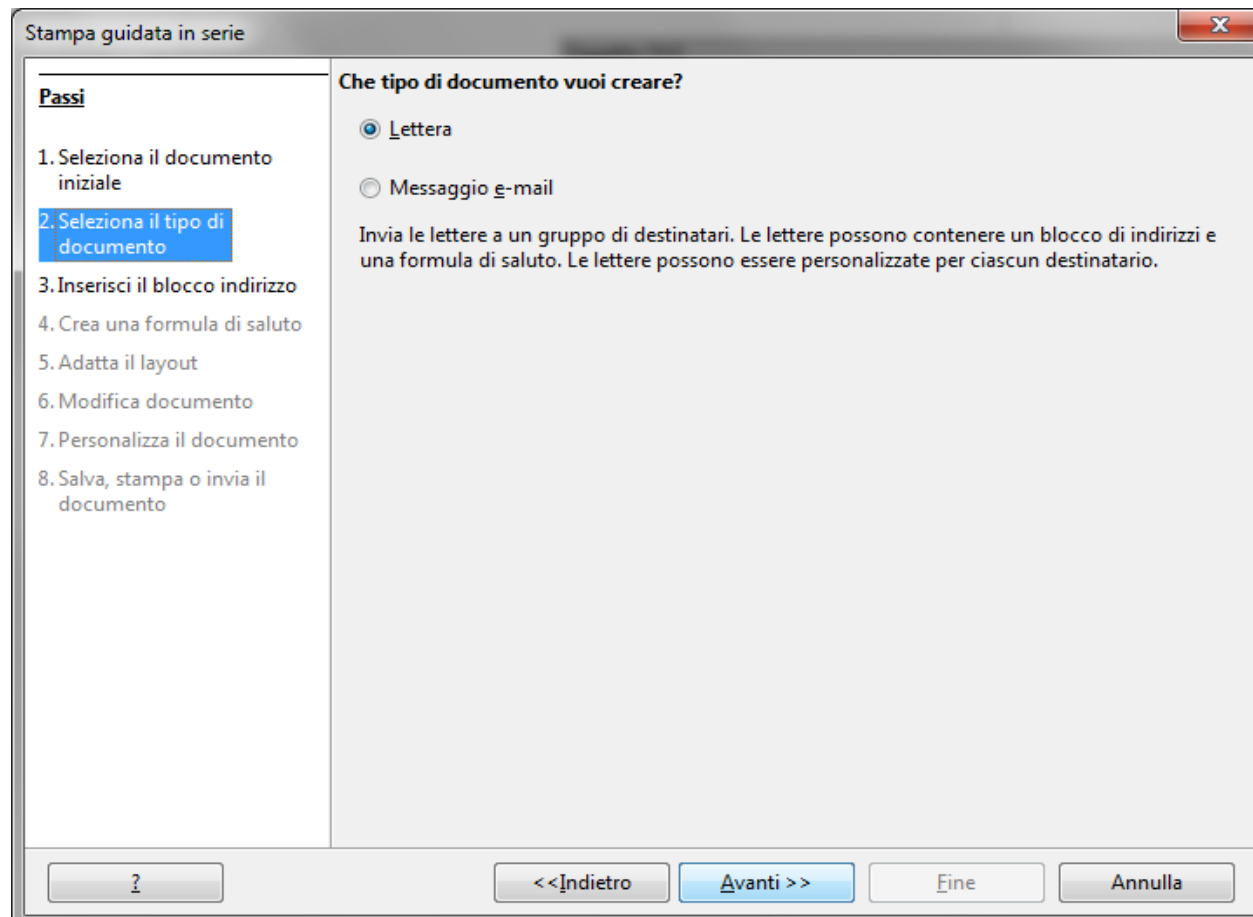 Stampa guidata in serie
Passi
1. Seleziona il documento
iniziale
2. Seleziona il tipo di
documento
3. Inserisci il blocco indirizzo
4. Crea una formula di saluto
5. Adatta il layout
6. Modifica documento
7. Personalizza il documento
8. Salva, stampa o invia il
documento
Che tipo di documento vuoi creare?
Lettera
Messaggio e-mail
Invia le lettere a un gruppo di destinatari. Le lettere possono contenere un blocco di indirizzi e
una formula di saluto. Le lettere possono essere personalizzate per ciascun destinatario.
?
<<Indietro
Avanti >>
Fine
Annulla